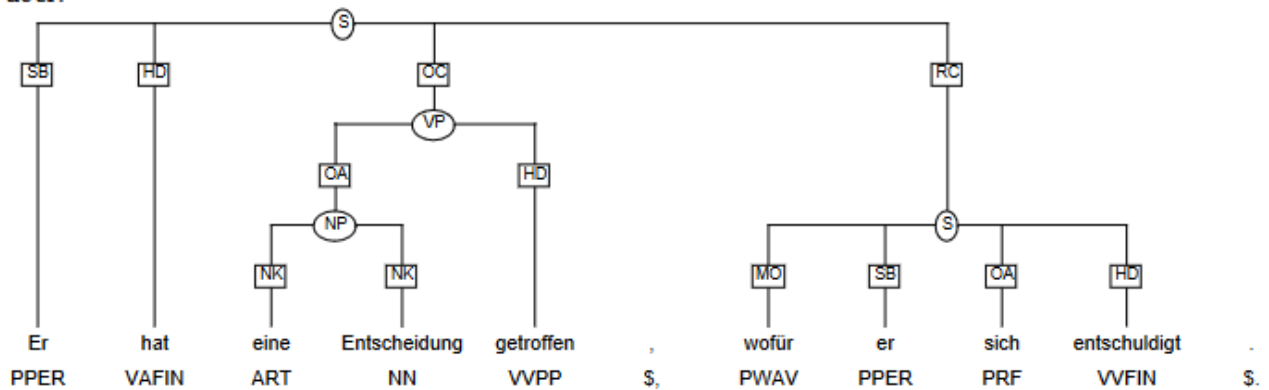 S
SB HD OC RC
VP
OA HD
NP S
NK NK MO SB OA HD
Er hat eine Entscheidung getroffen , wofür er sich entschuldigt .
PPER VAFIN ART NN VVPP $, PWAV PPER PRF VVFIN $.